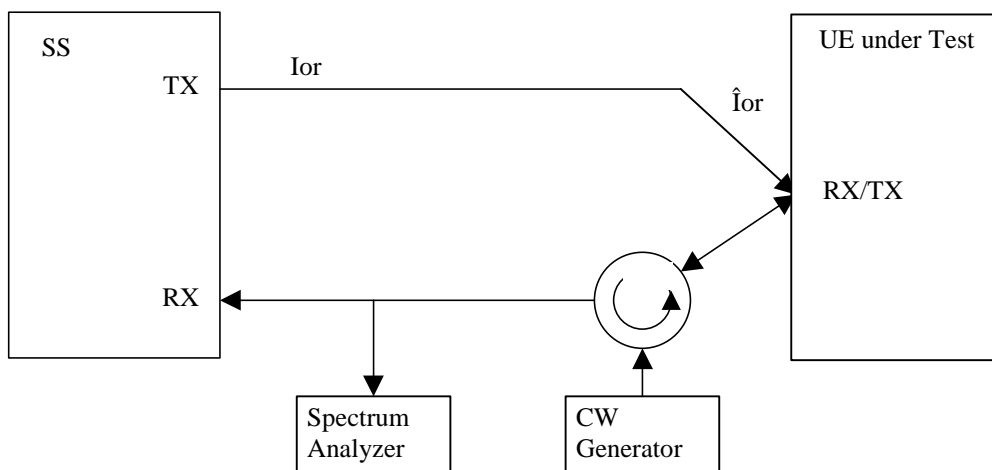 SS
UE under Test
TX
Ior
Îor
RX/TX
RX
Spectrum
Analyzer
CW
Generator